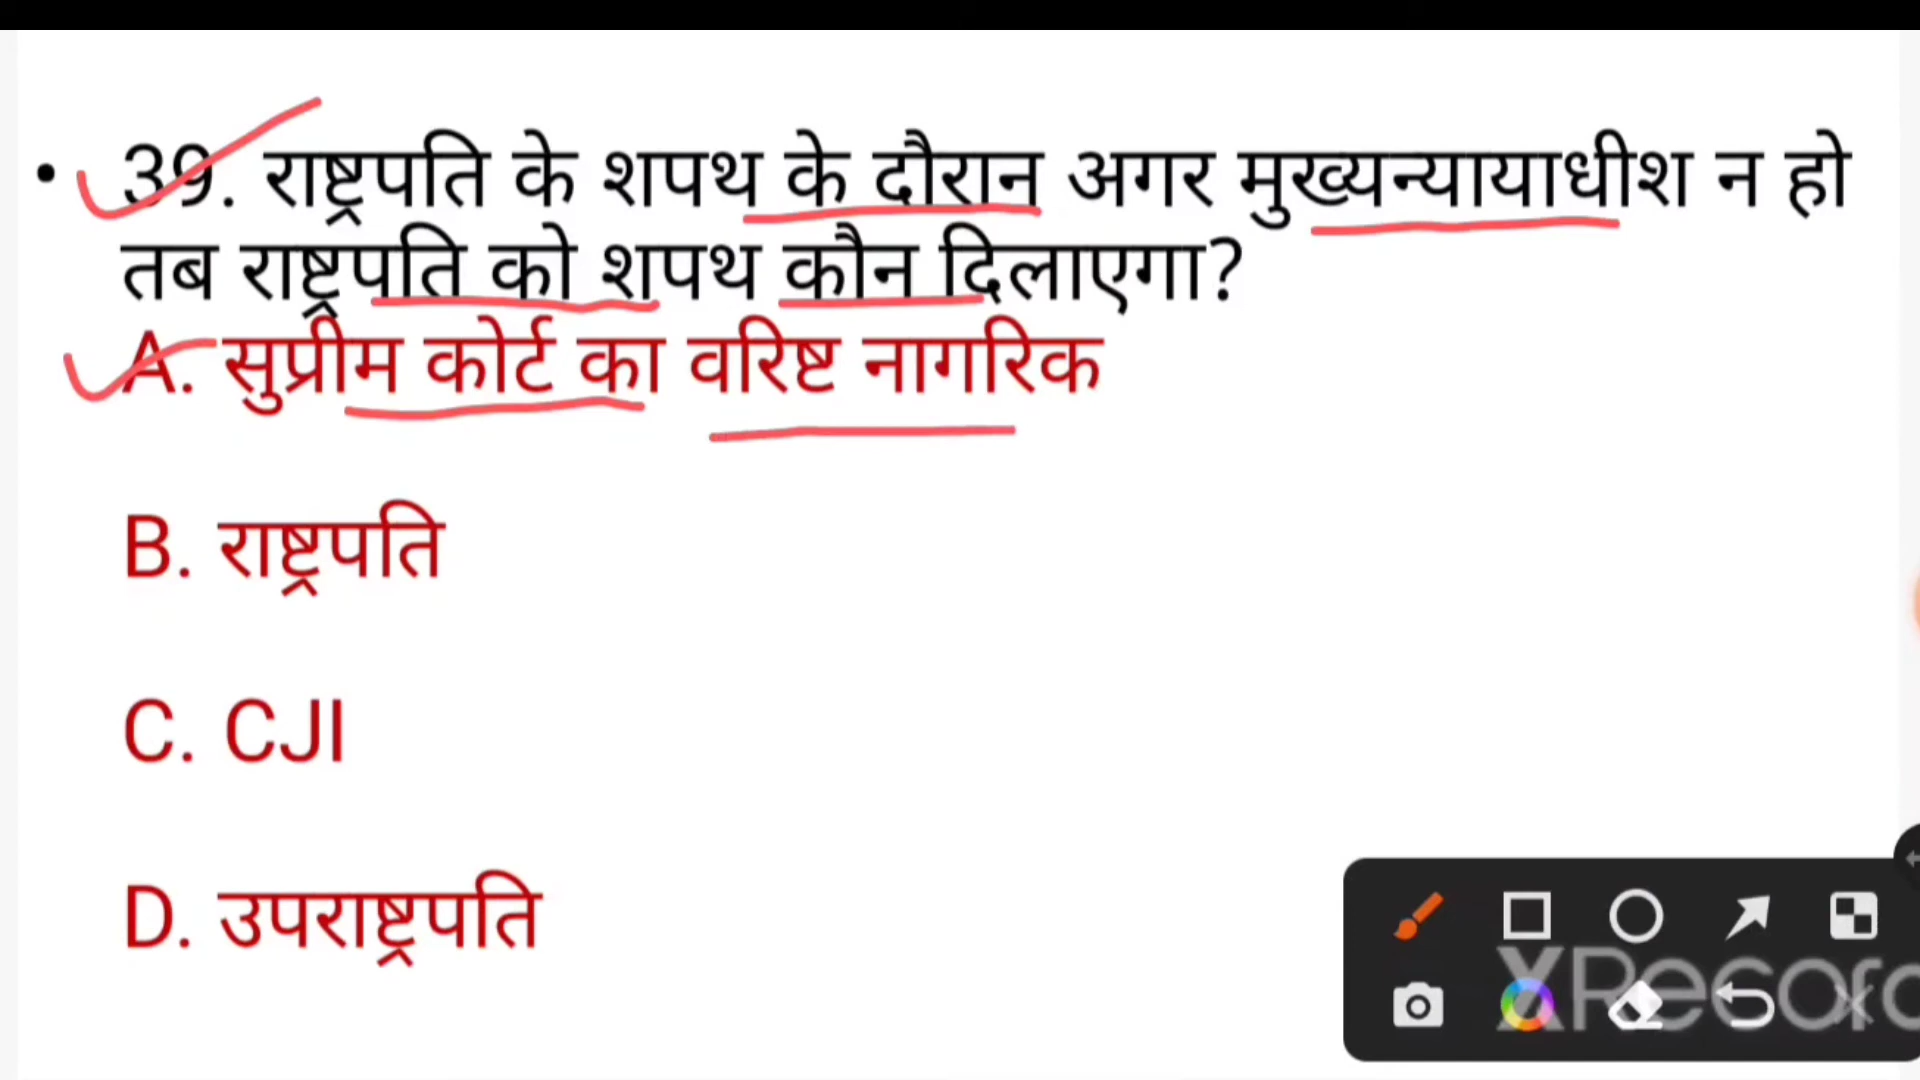 • 39. राष्ट्रपति के शपथ के दौरान अगर मुख्यन्यायाधीश न हो
तब राष्ट्रपति को शपथ कौन दिलाएगा?
A. सुप्रीम कोर्ट का वरिष्ट नागरिक
B. राष्ट्रपति
C. CJI
D. उपराष्ट्रपति